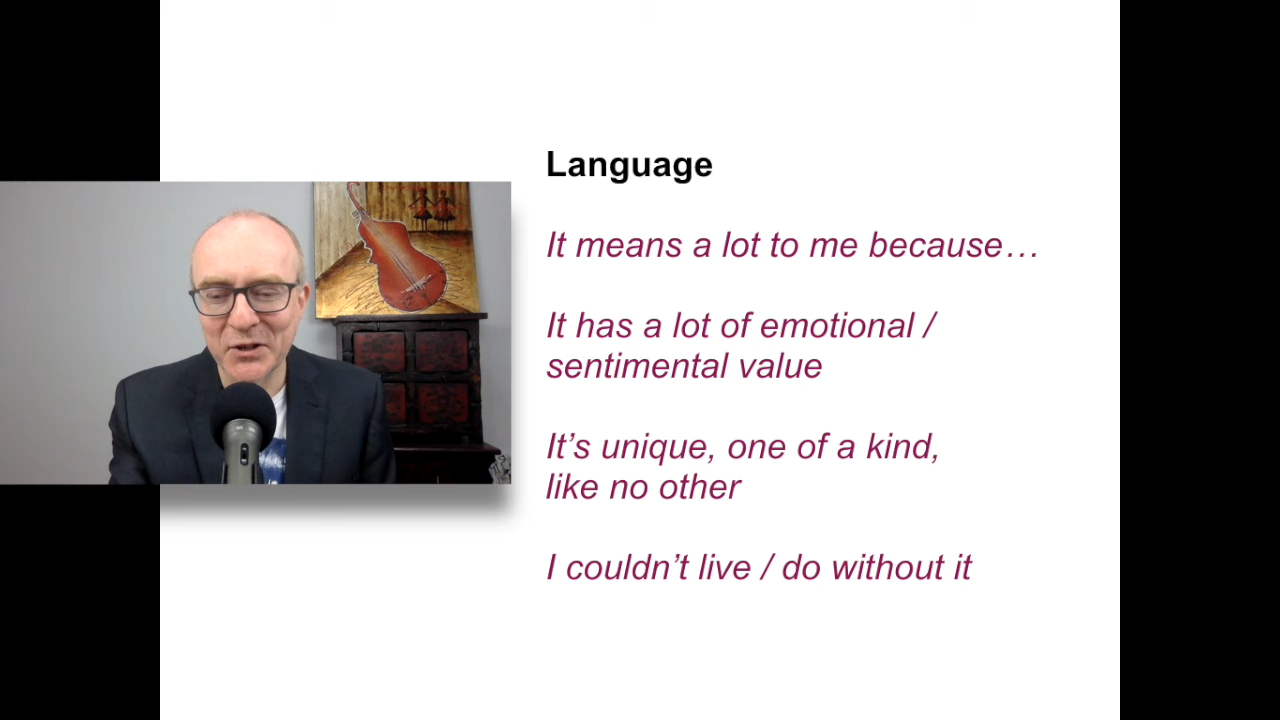 Language
It means a lot to me because…
It has a lot of emotional /
sentimental value
It’s unique, one of a kind,
like no other
I couldn’t live / do without it